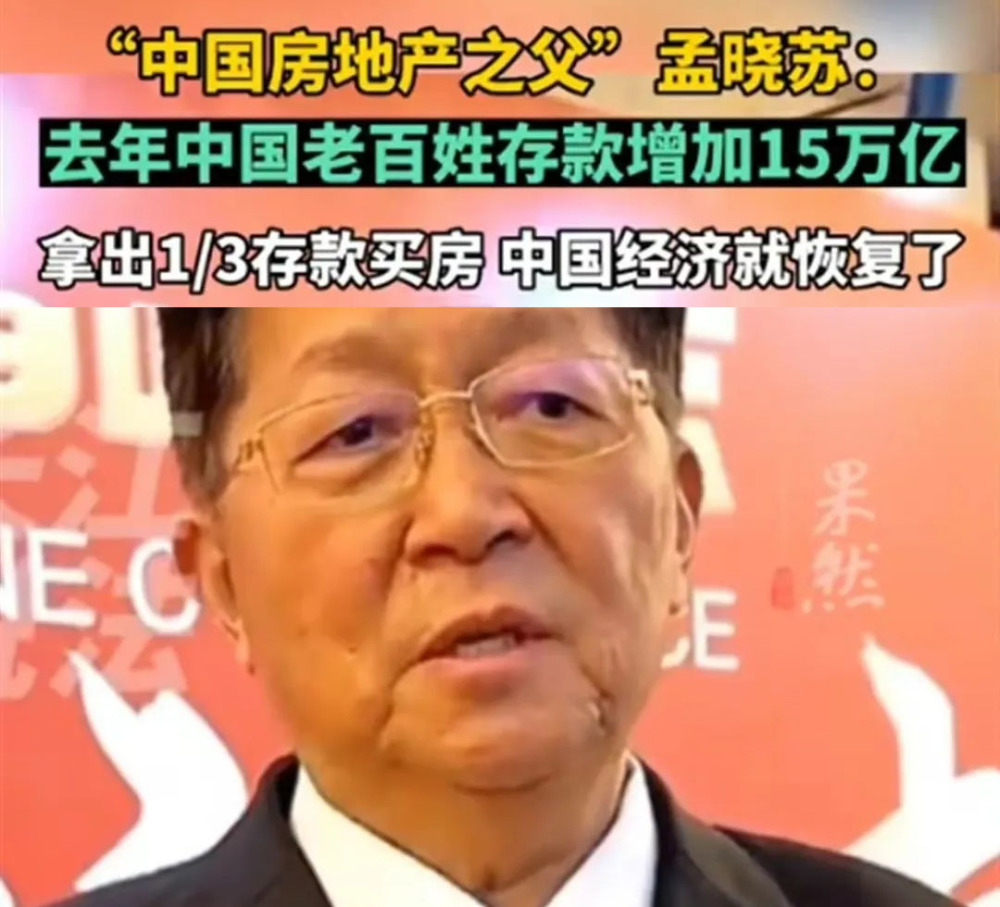 “中国房地产之父”孟晓苏：
去年中国老百姓存款增加15万亿
拿出1/3存款买房 中国经济就恢复了
果然
NE C
CE